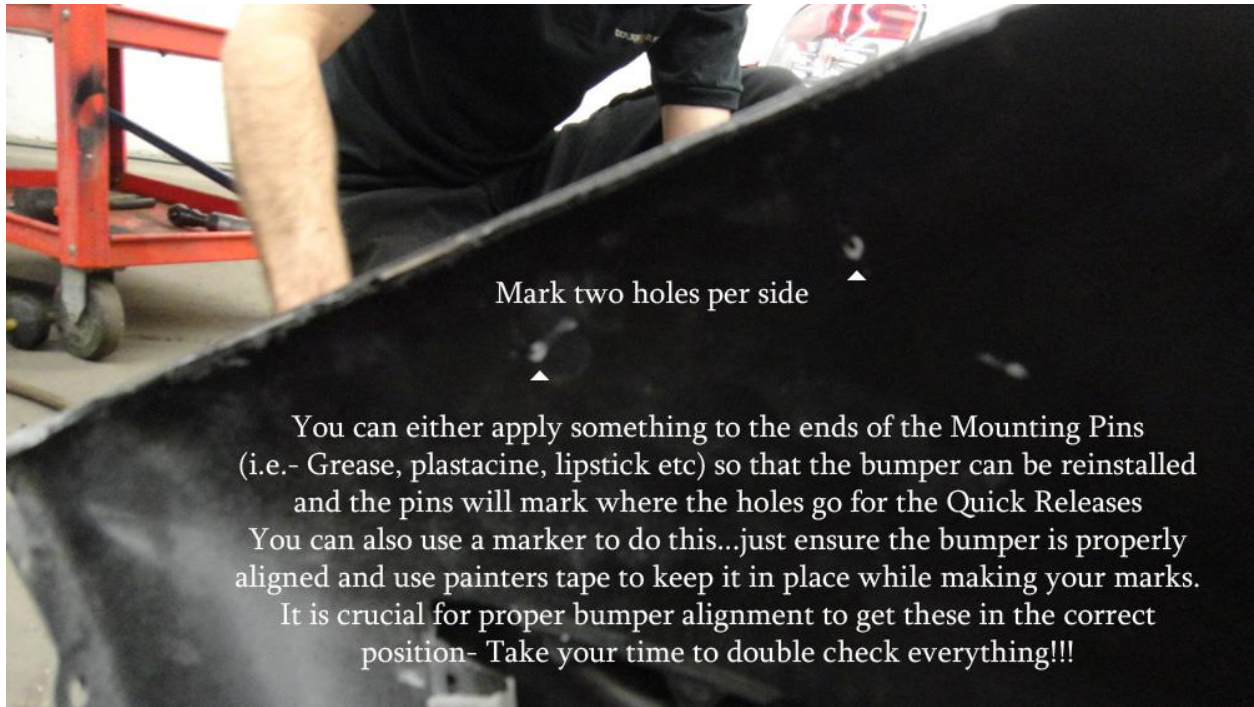 Mark two holes per side
You can either apply something to the ends of the Mounting Pins
(i.e.- Grease, plastacine, lipstick etc) so that the bumper can be reinstalled
and the pins will mark where the holes go for the Quick Releases
You can also use a marker to do this...just ensure the bumper is properly
aligned and use painters tape to keep it in place while making your marks.
It is crucial for proper bumper alignment to get these in the correct
position- Take your time to double check everything!!!